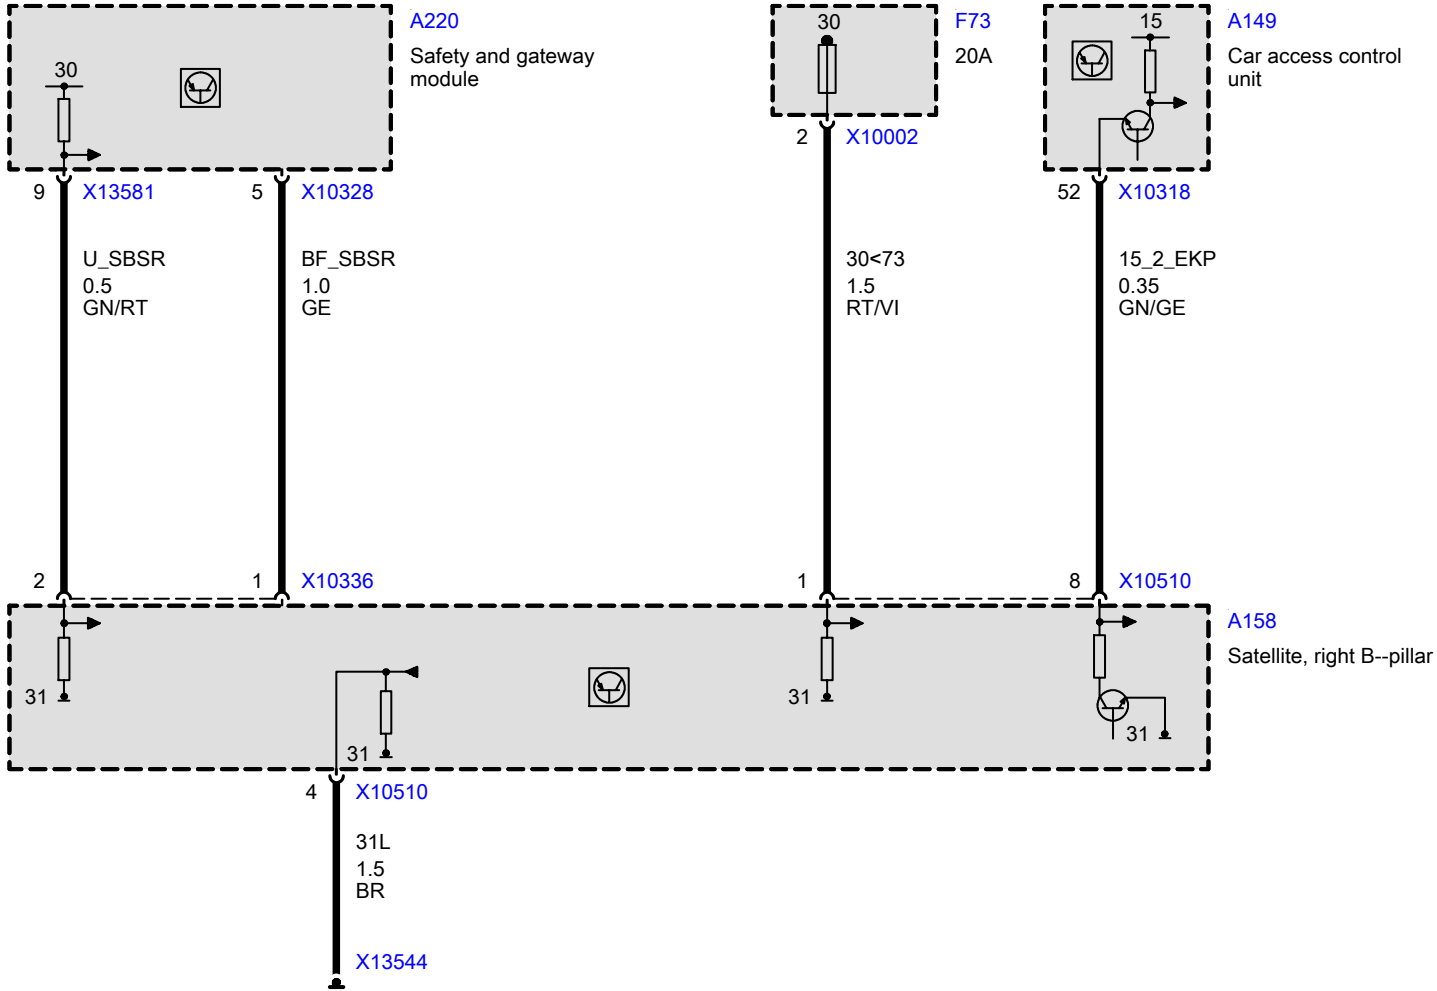 A220
Safety and gateway
module
30
30
F73
20A
15
A149
Car access control
unit
9 X13581
5 X10328
2 X10002
52 X10318
U_SBSR
0.5
GN/RT
BF_SBSR
1.0
GE
30<73
1.5
RT/VI
15_2_EKP
0.35
GN/GE
2
1 X10336
1
8 X10510
A158
Satellite, right B--pillar
31
31
31
31
4 X10510
31L
1.5
BR
X13544